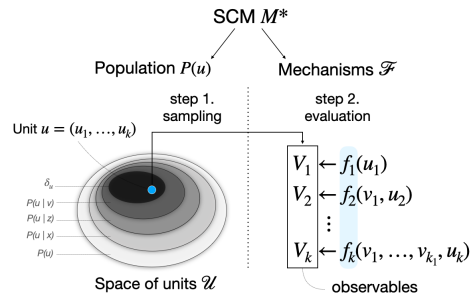 SCM M*
Population P(u)
Mechanisms ℱ
step 1.
sampling
step 2.
evaluation
Unit u = (u₁, …, uₖ)
δᵤ
P(u | v)
P(u | z)
P(u | x)
P(u)
Space of units 𝒰
V₁ ← f₁(u₁)
V₂ ← f₂(v₁, u₂)
⋮
Vₖ ← fₖ(v₁, …, vₖ₁, uₖ)
observables